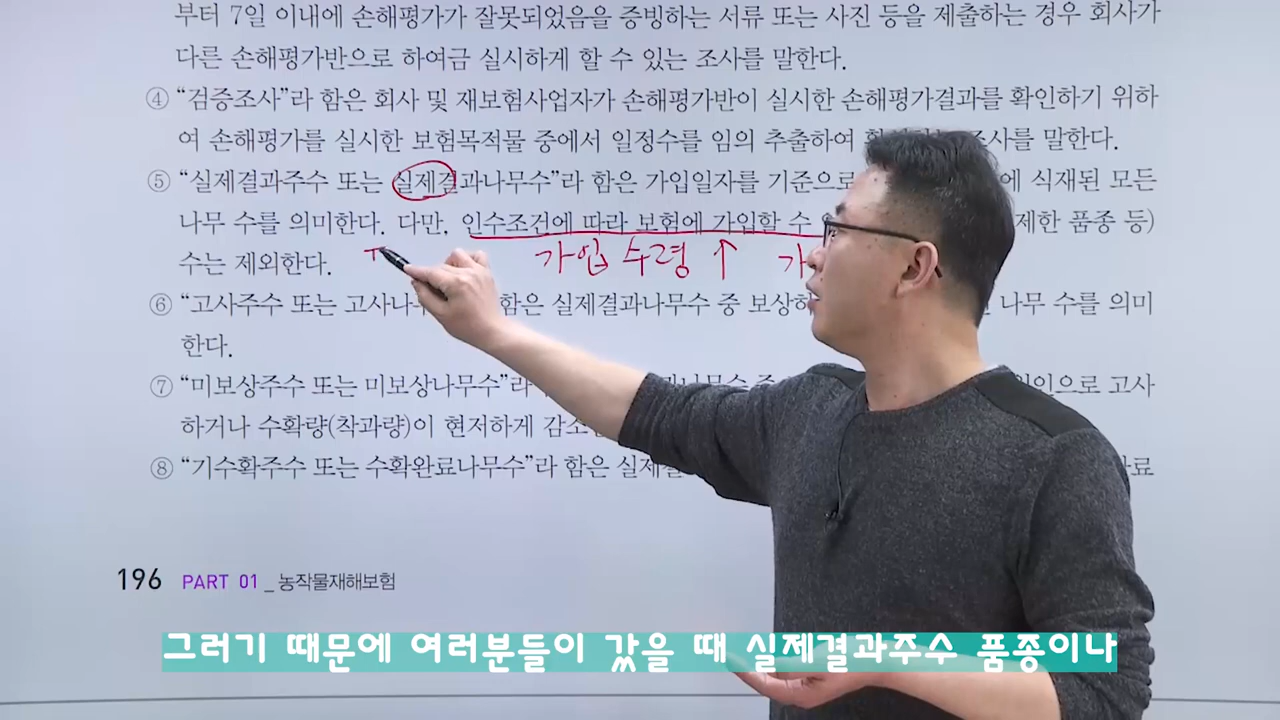 부터 7일 이내에 손해평가가 잘못되었음을 증빙하는 서류 또는 사진 등을 제출하는 경우 회사가
다른 손해평가반으로 하여금 실시하게 할 수 있는 조사를 말한다.
④ “검증조사”라 함은 회사 및 재보험사업자가 손해평가반이 실시한 손해평가결과를 확인하기 위하
여 손해평가를 실시한 보험목적물 중에서 일정수를 임의 추출하여 조사를 말한다.
⑤ “실제결과주수 또는 실제결과나무수”라 함은 가입일자를 기준으로 에 식재된 모든
나무 수를 의미한다. 다만, 인수조건에 따라 보험에 가입할 수 제한 품종 등)
가입 수령 ↑ 가
수는 제외한다.
⑥ “고사주수 또는 고사나무 함은 실제결과나무수 중 보상하 나무 수를 의미
한다.
⑦ “미보상주수 또는 미보상나무수”라 원인으로 고사
하거나 수확량(착과량)이 현저하게 감소
⑧ “기수확주수 또는 수확완료나무수”라 함은 실제결
196 PART 01 _ 농작물재해보험
그러기 때문에 여러분들이 갔을 때 실제결과주수 품종이나